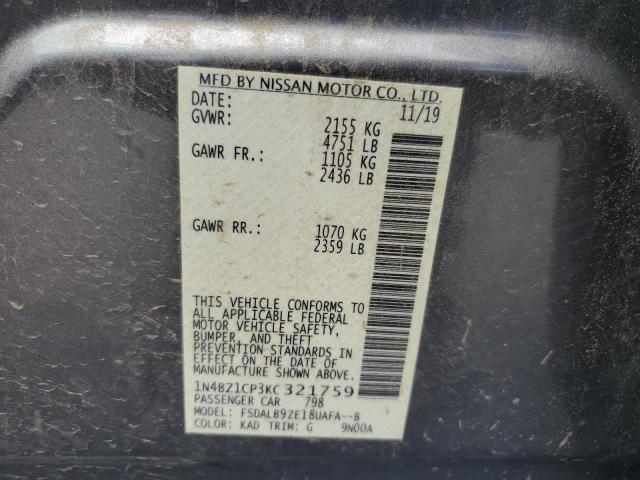 MFD BY NISSAN MOTOR CO., LTD.
DATE: 11/19
GVWR: 2155 KG
4751 LB
GAWR FR.: 1105 KG
2436 LB
GAWR RR.: 1070 KG
2359 LB
THIS VEHICLE CONFORMS TO
ALL APPLICABLE FEDERAL
MOTOR VEHICLE SAFETY,
BUMPER, AND THEFT
PREVENTION STANDARDS IN
EFFECT ON THE DATE OF
MANUFACTURE SHOWN ABOVE.
1N4BZ1CP3KC321759
PASSENGER CAR 798
MODEL: FSDALB9ZE18UAFA--B
COLOR: KAD TRIM: G 9N00A